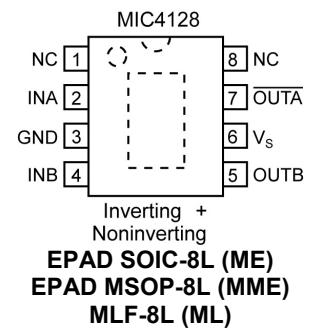 MIC4128
NC 1
8 NC
INA 2
7 OUTA
GND 3
6 VS
INB 4
5 OUTB
Inverting +
Noninverting
EPAD SOIC-8L (ME)
EPAD MSOP-8L (MME)
MLF-8L (ML)